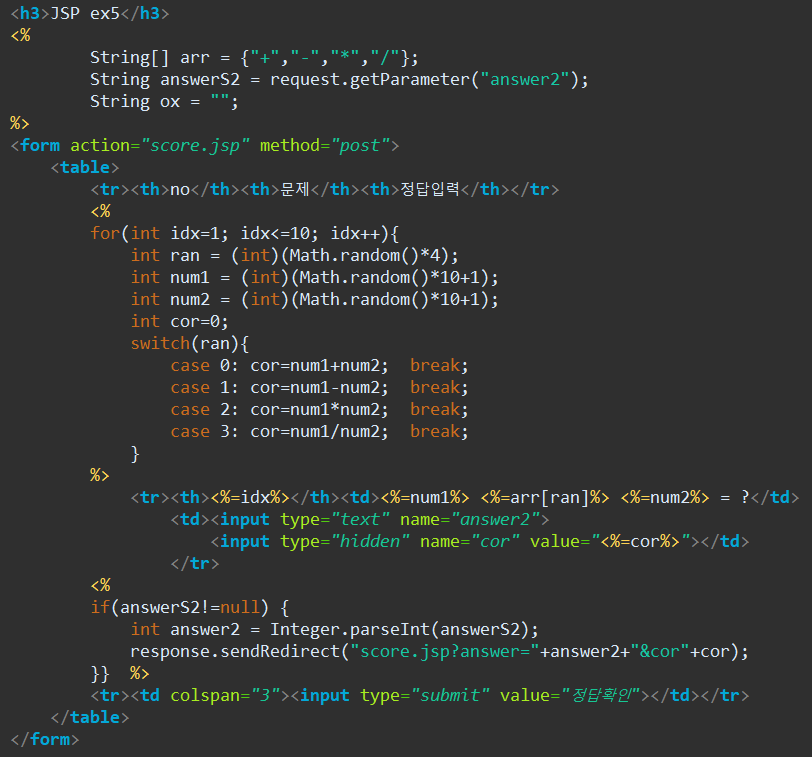 <h3>JSP ex5</h3>
<%
        String[] arr = {"+","-","*","/"};
        String answerS2 = request.getParameter("answer2");
        String ox = "";
%>
<form action="score.jsp" method="post">
    <table>
        <tr><th>no</th><th>문제</th><th>정답입력</th></tr>
        <%
        for(int idx=1; idx<=10; idx++){
            int ran = (int)(Math.random()*4);
            int num1 = (int)(Math.random()*10+1);
            int num2 = (int)(Math.random()*10+1);
            int cor=0;
            switch(ran){
                case 0: cor=num1+num2;  break;
                case 1: cor=num1-num2;  break;
                case 2: cor=num1*num2;  break;
                case 3: cor=num1/num2;  break;
            }
        %>
            <tr><th><%=idx%></th><td><%=num1%> <%=arr[ran]%> <%=num2%> = ?</td>
                <td><input type="text" name="answer2">
                    <input type="hidden" name="cor" value="<%=cor%>"></td>
                </tr>
        <%
        if(answerS2!=null) {
            int answer2 = Integer.parseInt(answerS2);
            response.sendRedirect("score.jsp?answer="+answer2+"&cor"+cor);
        }}  %>
        <tr><td colspan="3"><input type="submit" value="정답확인"></td></tr>
    </table>
</form>